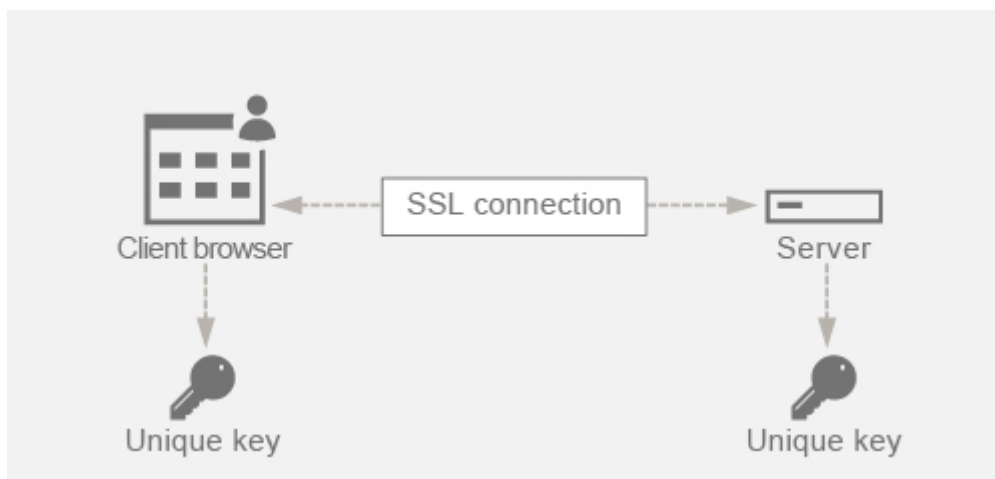 SSL connection
Client browser
Server
Unique key
Unique key